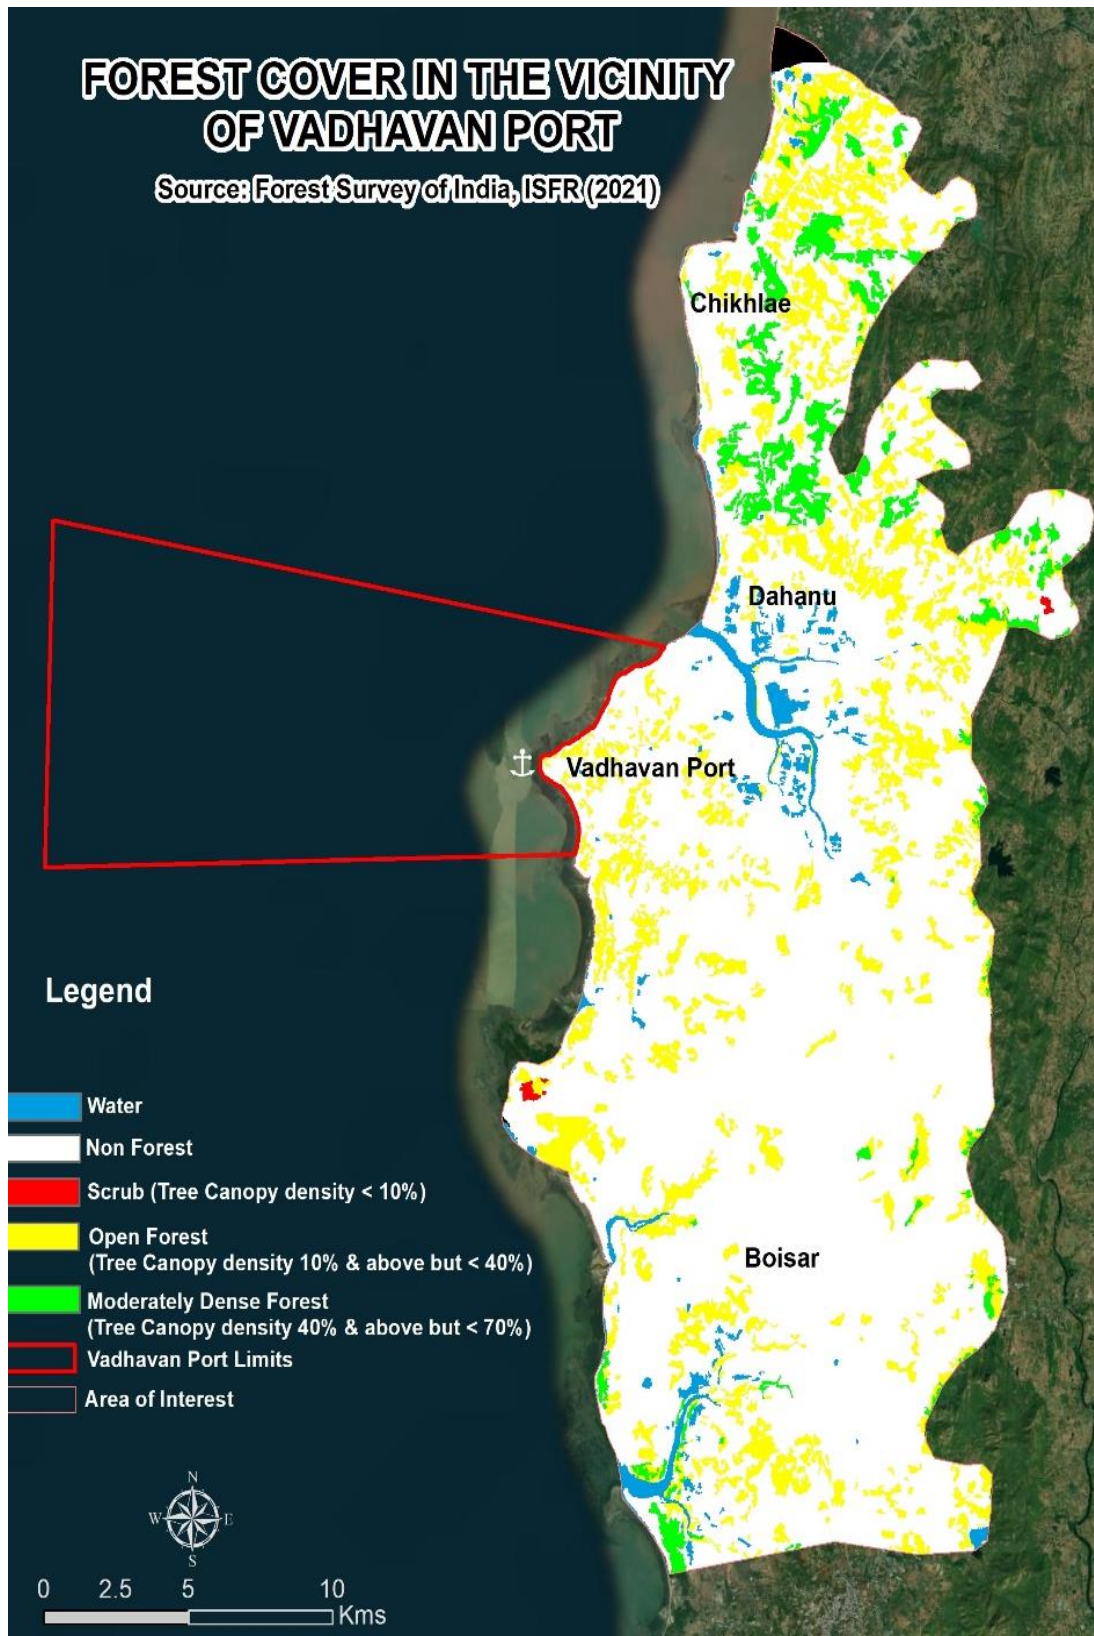 FOREST COVER IN THE VICINITY
OF VADHAVAN PORT
Source: Forest Survey of India, ISFR (2021)
Chikhlae
Dahanu
Vadhavan Port
Boisar
Legend
Water
Non Forest
Scrub (Tree Canopy density < 10%)
Open Forest
(Tree Canopy density 10% & above but < 40%)
Moderately Dense Forest
(Tree Canopy density 40% & above but < 70%)
Vadhavan Port Limits
Area of Interest
N
W E
S
0 2.5 5 10
Kms